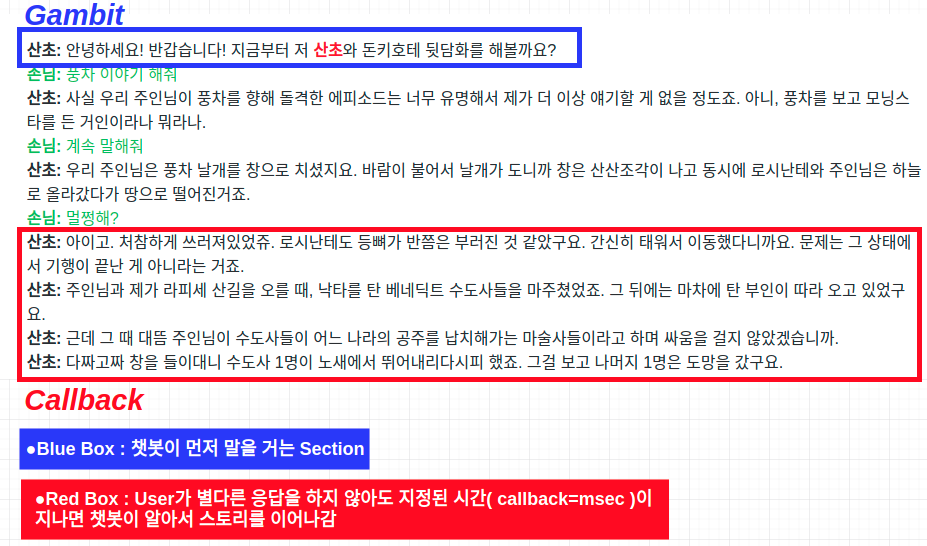 Gambit
산초: 안녕하세요! 반갑습니다! 지금부터 저 산초와 돈키호테 뒷담화를 해볼까요?
손님: 풍차 이야기 해줘
산초: 사실 우리 주인님이 풍차를 향해 돌격한 에피소드는 너무 유명해서 제가 더 이상 얘기할 게 없을 정도죠. 아니, 풍차를 보고 모닝스
타를 든 거인이라나 뭐라나.
손님: 계속 말해줘
산초: 우리 주인님은 풍차 날개를 창으로 치셨지요. 바람이 불어서 날개가 도니까 창은 산산조각이 나고 동시에 로시난테와 주인님은 하늘
로 올라갔다가 땅으로 떨어진거죠.
손님: 멀쩡해?
산초: 아이고. 처참하게 쓰러져있었쥬. 로시난테도 등뼈가 반쯤은 부러진 것 같았구요. 간신히 태워서 이동했다니까요. 문제는 그 상태에
서 기행이 끝난 게 아니라는 거죠.
산초: 주인님과 제가 라피세 산길을 오를 때, 낙타를 탄 베네딕트 수도사들을 마주쳤었죠. 그 뒤에는 마차에 탄 부인이 따라 오고 있었구
요.
산초: 근데 그 때 대뜸 주인님이 수도사들이 어느 나라의 공주를 납치해가는 마술사들이라고 하며 싸움을 걸지 않았겠습니까.
산초: 다짜고짜 창을 들이대니 수도사 1명이 노새에서 뛰어내리다시피 했죠. 그걸 보고 나머지 1명은 도망을 갔구요.
Callback
●Blue Box : 챗봇이 먼저 말을 거는 Section
●Red Box : User가 별다른 응답을 하지 않아도 지정된 시간( callback=msec )이
지나면 챗봇이 알아서 스토리를 이어나감